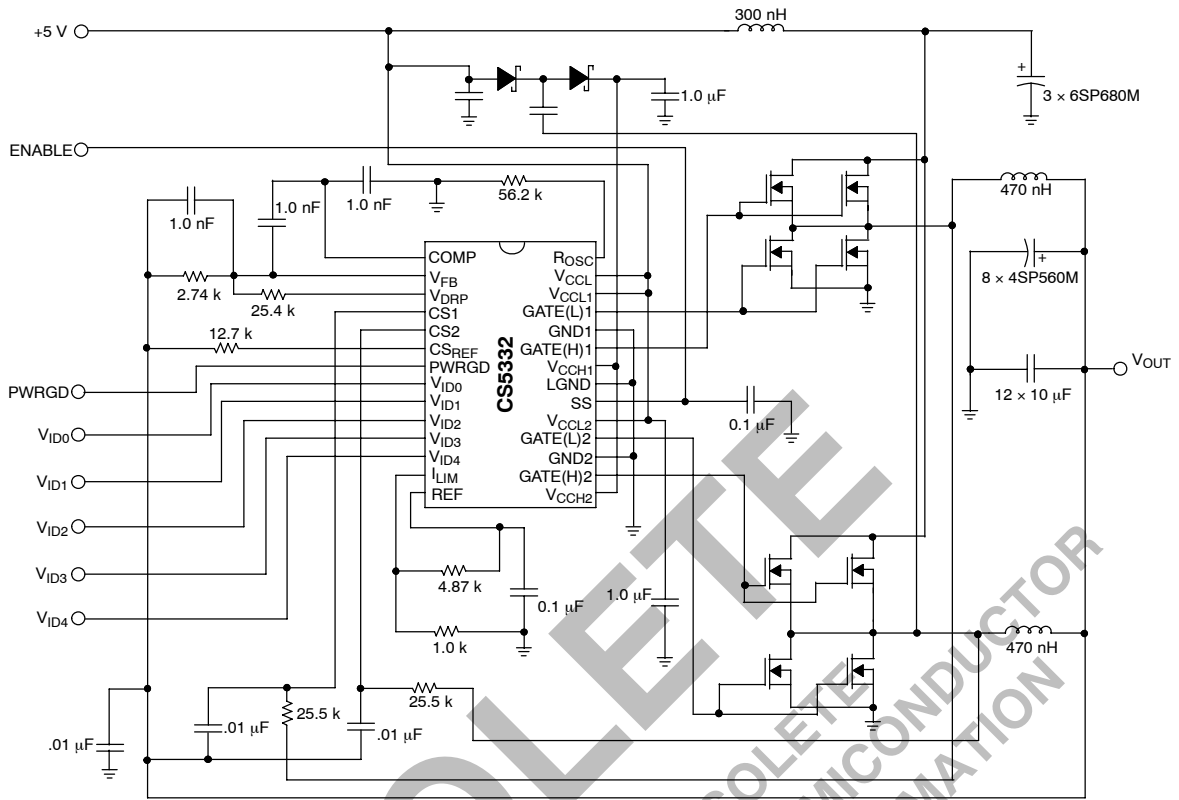 300 nH
+5 V
1.0 μF
+
3 × 6SP680M
ENABLE
56.2 k
1.0 nF
1.0 nF
1.0 nF
470 nH
+
8 × 4SP560M
2.74 k
25.4 k
12.7 k
COMP
VFB
VDRP
CS1
CS2
CSREF
PWRGD
VID0
VID1
VID2
VID3
VID4
ILIM
REF
CS5332
ROSC
VCCL
VCCL1
GATE(L)1
GND1
GATE(H)1
VCCH1
LGND
SS
VCCL2
GATE(L)2
GND2
GATE(H)2
VCCH2
VOUT
12 × 10 μF
0.1 μF
PWRGD
VID0
VID1
VID2
VID3
VID4
4.87 k
0.1 μF
1.0 k
1.0 μF
470 nH
25.5 k
25.5 k
.01 μF
.01 μF
.01 μF
OLETE
SOLETE
MICONDUCTOR
MATION